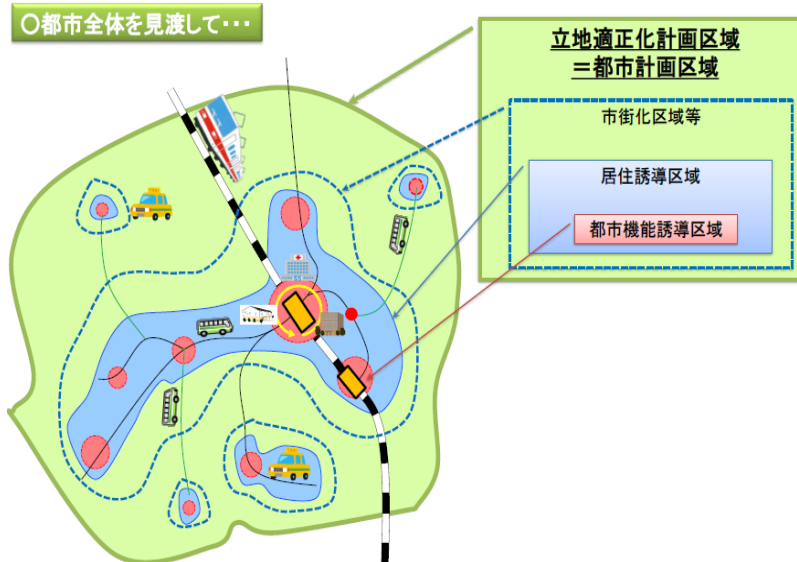 〇都市全体を見渡して・・・
立地適正化計画区域
＝都市計画区域
市街化区域等
居住誘導区域
都市機能誘導区域